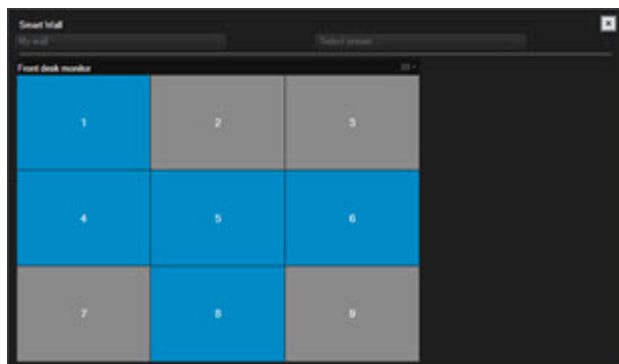 Smart Wall
My wall Select preset
Front desk monitor
1 2 3
4 5 6
7 8 9